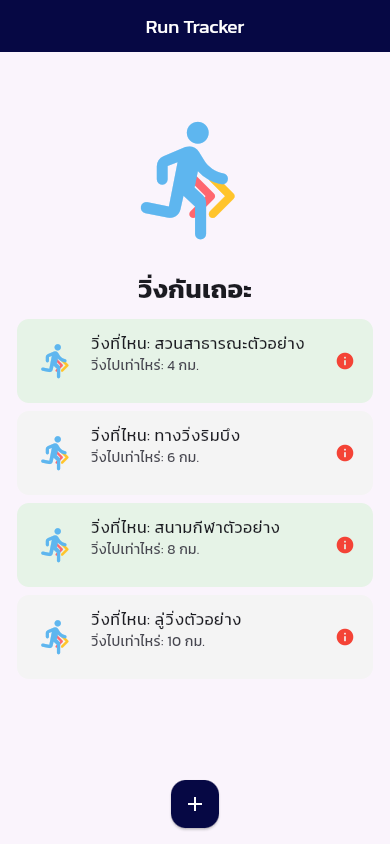 Run Tracker
วิ่งกันเถอะ
วิ่งที่ไหน: สวนสาธารณะตัวอย่าง
วิ่งไปเท่าไหร่: 4 กม.
วิ่งที่ไหน: ทางวิ่งริมบึง
วิ่งไปเท่าไหร่: 6 กม.
วิ่งที่ไหน: สนามกีฬาตัวอย่าง
วิ่งไปเท่าไหร่: 8 กม.
วิ่งที่ไหน: ลู่วิ่งตัวอย่าง
วิ่งไปเท่าไหร่: 10 กม.